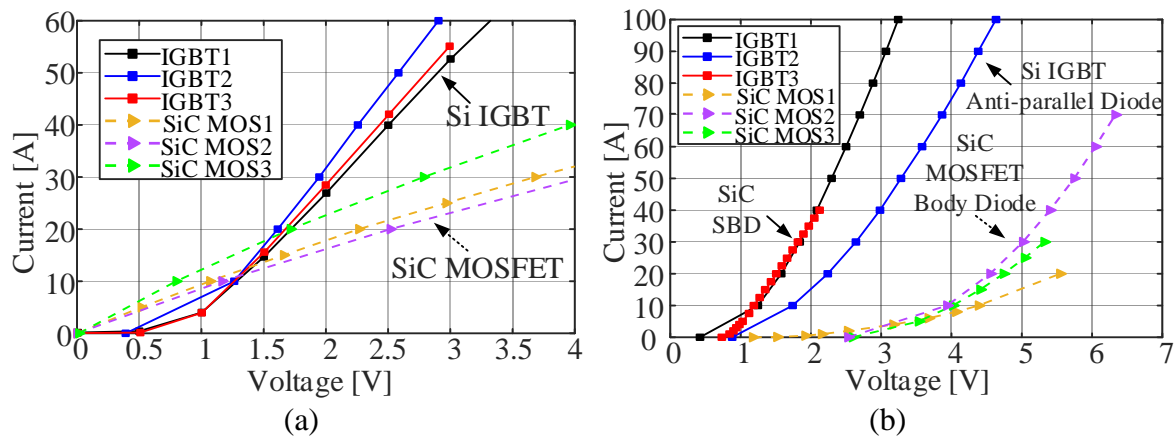 60
50
40
30
20
10
0
Current [A]
IGBT1
IGBT2
IGBT3
SiC MOS1
SiC MOS2
SiC MOS3
Si IGBT
SiC MOSFET
0 0.5 1 1.5 2 2.5 3 3.5 4
Voltage [V]
(a)
100
90
80
70
60
50
40
30
20
10
0
Current [A]
IGBT1
IGBT2
IGBT3
SiC MOS1
SiC MOS2
SiC MOS3
Si IGBT
Anti-parallel Diode
SiC
MOSFET
Body Diode
SiC
SBD
0 1 2 3 4 5 6 7
Voltage [V]
(b)